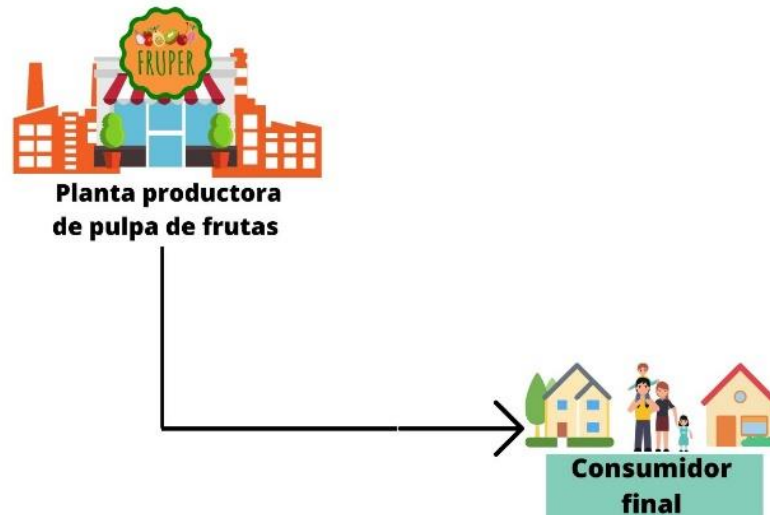 FRUPER
Planta productora
de pulpa de frutas
Consumidor
final